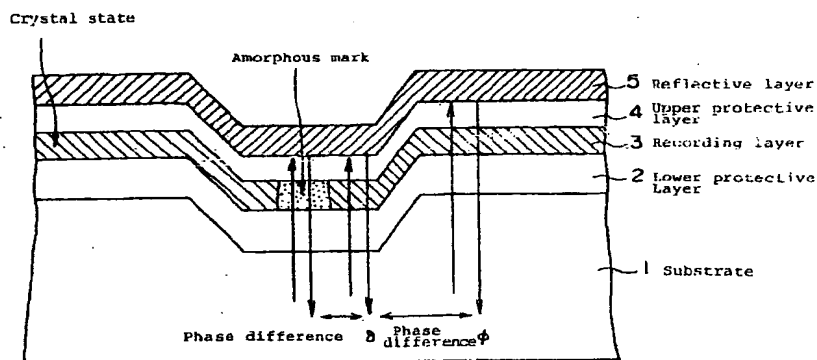 Crystal state
Amorphous mark
5 Reflective layer
4 Upper protective
layer
3 Recording layer
2 Lower protective
Layer
1 Substrate
Phase difference ∂
Phase
difference ϕ